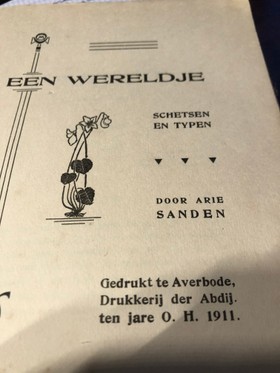 EEN WERELDJE
SCHETSEN
EN TYPEN
DOOR ARIE
SANDEN
Gedrukt te Averbode,
Drukkerij der Abdij.
ten jare O. H. 1911.